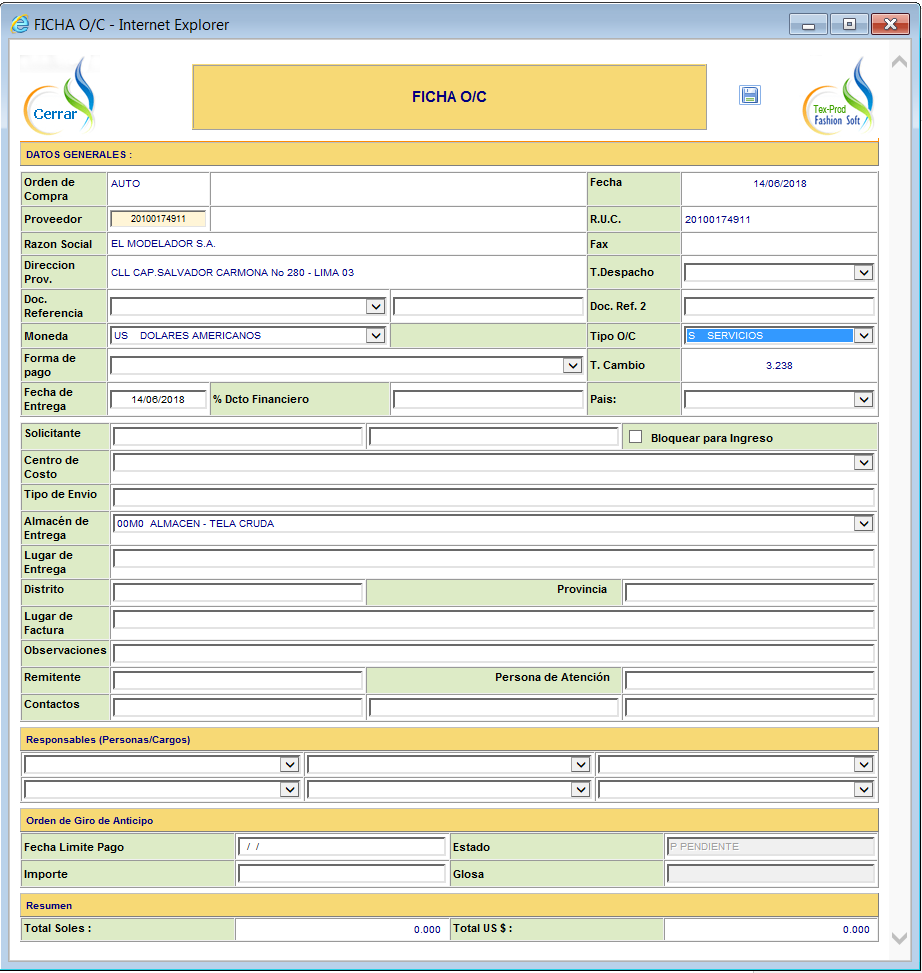 FICHA O/C - Internet Explorer
Cerrar
FICHA O/C
Tex-Prod
Fashion Soft
DATOS GENERALES :
Orden de
Compra
AUTO
Fecha
14/06/2018
Proveedor
20100174911
R.U.C.
20100174911
Razon Social
EL MODELADOR S.A.
Fax
Direccion
Prov.
CLL CAP.SALVADOR CARMONA No 280 - LIMA 03
T.Despacho
Doc.
Referencia
Doc. Ref. 2
Moneda
US DOLARES AMERICANOS
Tipo O/C
S SERVICIOS
Forma de
pago
T. Cambio
3.238
Fecha de
Entrega
14/06/2018
% Dcto Financiero
Pais:
Solicitante
Bloquear para Ingreso
Centro de
Costo
Tipo de Envio
Almacén de
Entrega
00M0 ALMACEN - TELA CRUDA
Lugar de
Entrega
Distrito
Provincia
Lugar de
Factura
Observaciones
Remitente
Persona de Atención
Contactos
Responsables (Personas/Cargos)
Orden de Giro de Anticipo
Fecha Limite Pago
/ /
Estado
P PENDIENTE
Importe
Glosa
Resumen
Total Soles :
0.000
Total US $ :
0.000